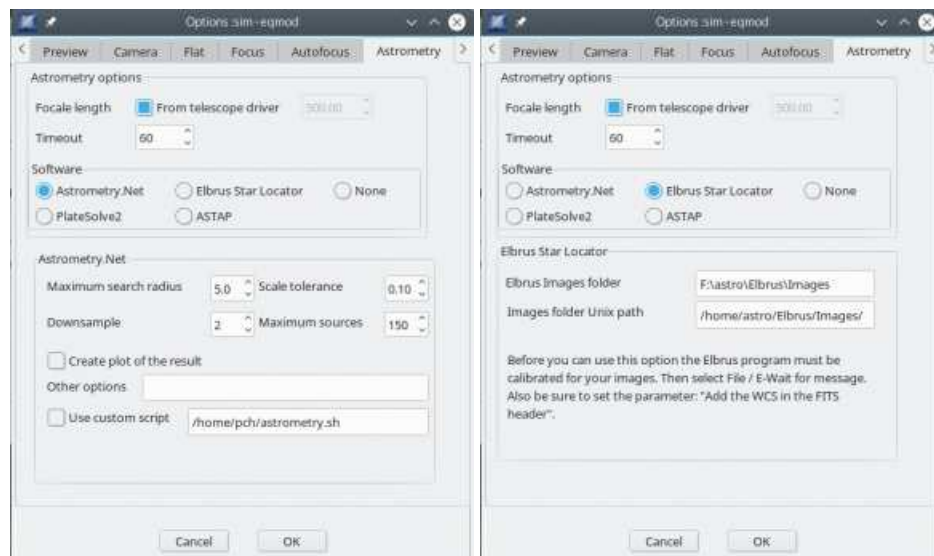 Options :sim-eqmod
Preview Camera Flat Focus Autofocus Astrometry
Astrometry options
Focale length From telescope driver 500.00
Timeout 60
Software
Astrometry.Net Elbrus Star Locator None
PlateSolve2 ASTAP
Astrometry.Net
Maximum search radius 5.0 Scale tolerance 0.10
Downsample 2 Maximum sources 150
Create plot of the result
Other options
Use custom script /home/pch/astrometry.sh
Cancel OK
Options :sim-eqmod
Preview Camera Flat Focus Autofocus Astrometry
Astrometry options
Focale length From telescope driver 500.00
Timeout 60
Software
Astrometry.Net Elbrus Star Locator None
PlateSolve2 ASTAP
Elbrus Star Locator
Elbrus Images folder F:\astro\Elbrus\Images
Images folder Unix path /home/astro/Elbrus/Images/
Before you can use this option the Elbrus program must be
calibrated for your images. Then select File / E-Wait for message.
Also be sure to set the parameter: "Add the WCS in the FITS
header".
Cancel OK